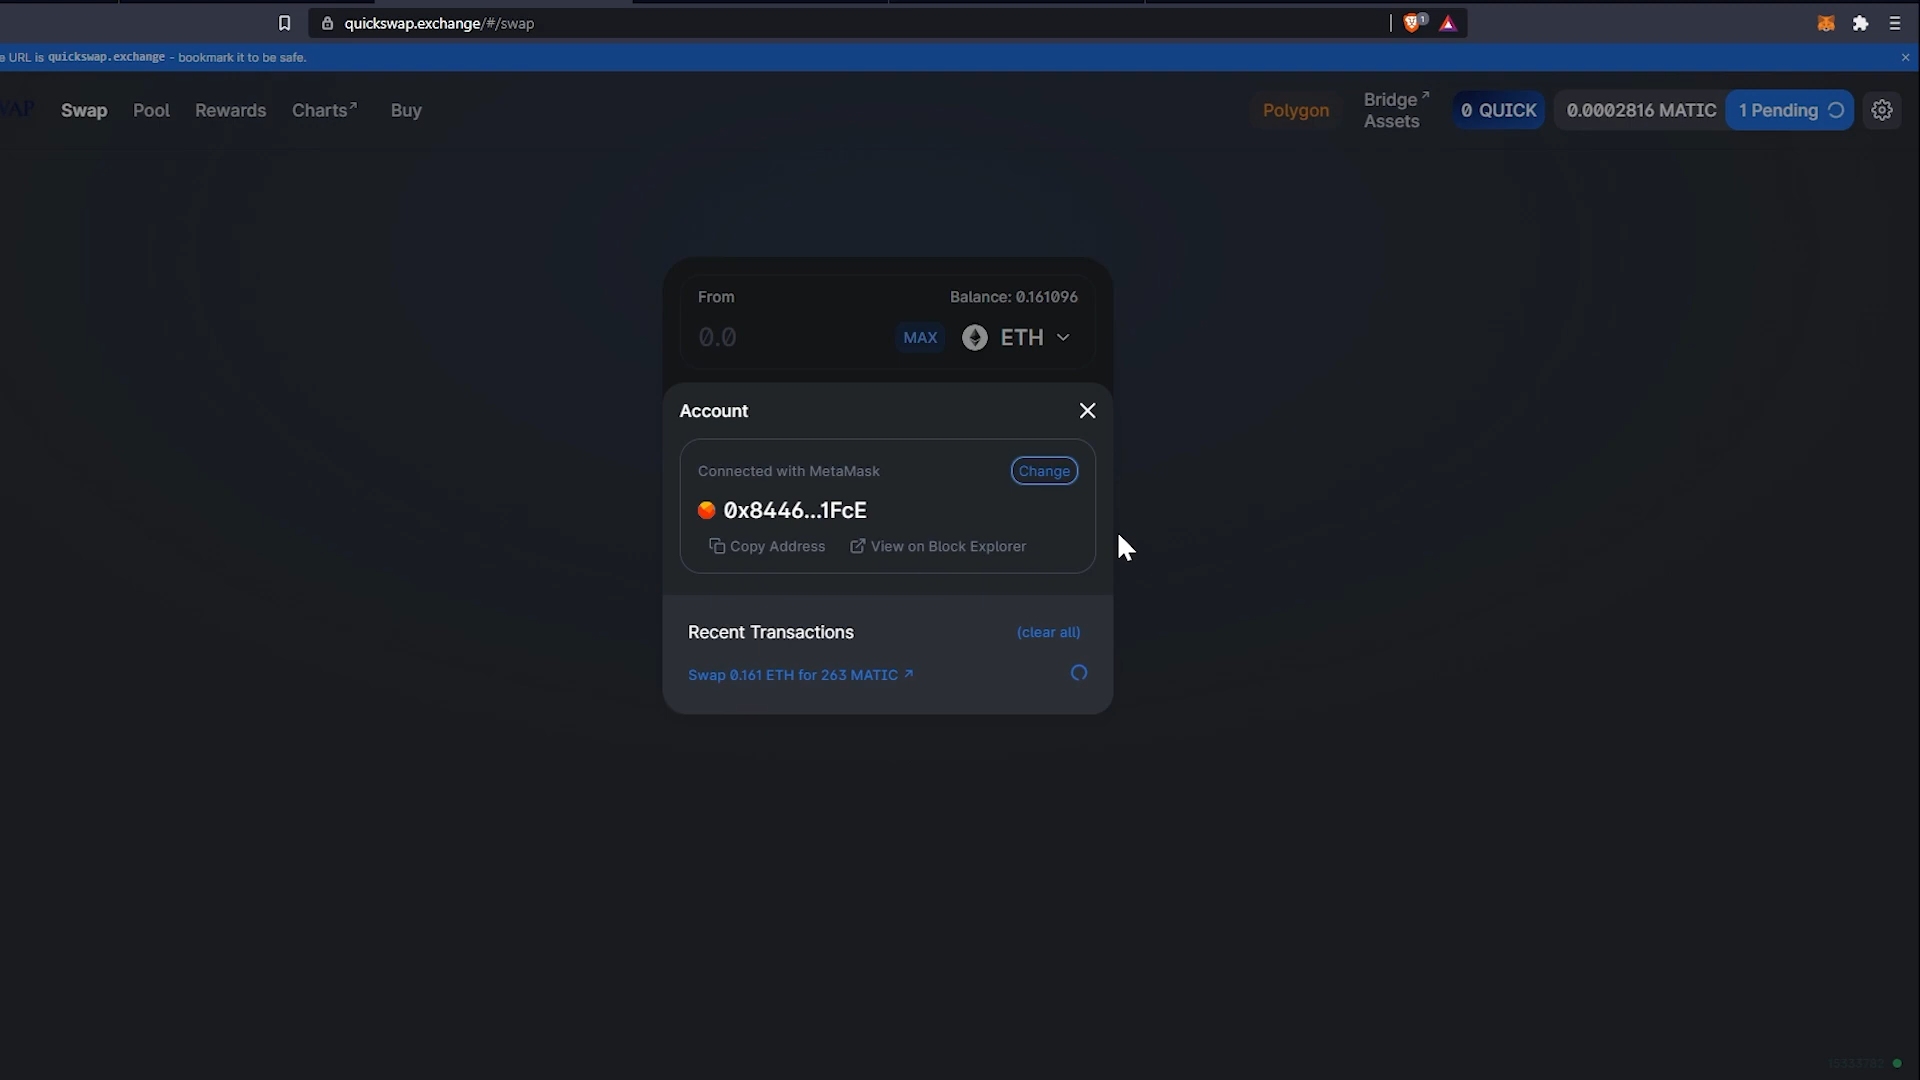 quickswap.exchange/#/swap
1
URL is quickswap.exchange - bookmark it to be safe.
Swap
Pool
Rewards
Charts↗
Buy
Polygon
Bridge ↗
Assets
0 QUICK
0.0002816 MATIC
1 Pending
From
Balance: 0.161096
0.0
MAX
ETH
Account
Connected with MetaMask
Change
0x8446...1FcE
Copy Address
View on Block Explorer
Recent Transactions
(clear all)
Swap 0.161 ETH for 263 MATIC ↗